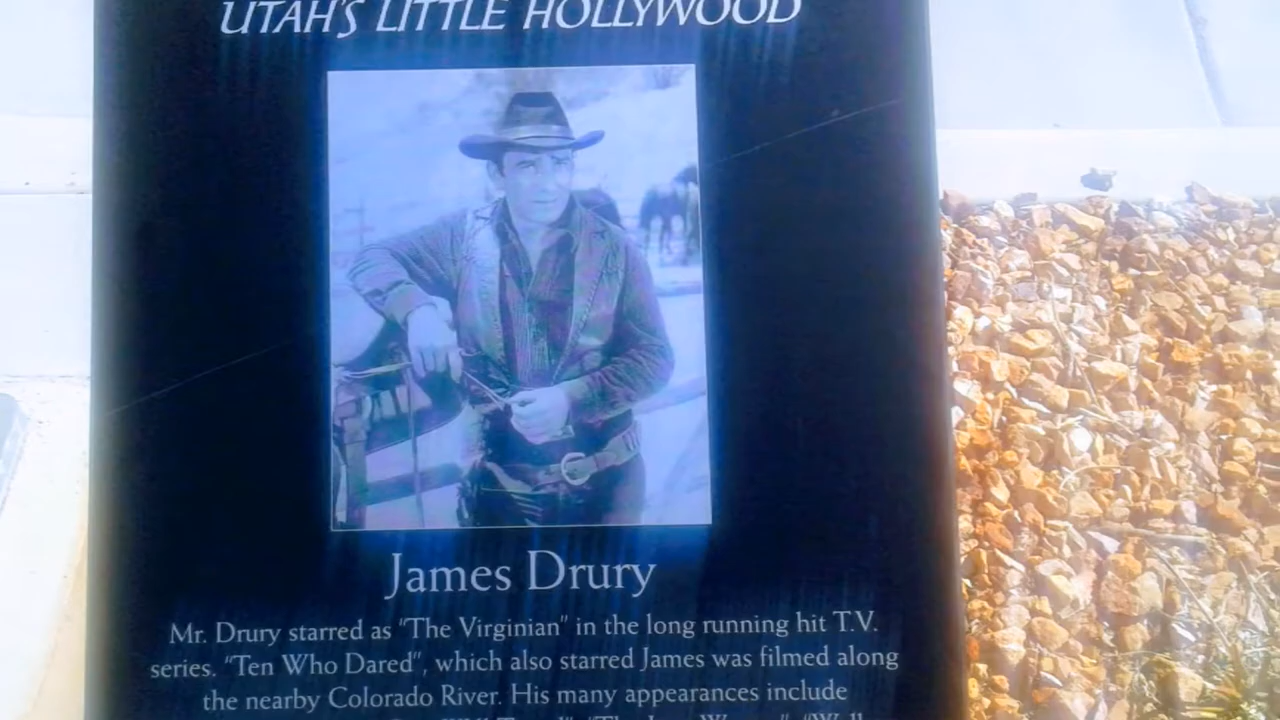 UTAH'S LITTLE HOLLYWOOD
James Drury
Mr. Drury starred as "The Virginian" in the long running hit T.V.
series. "Ten Who Dared", which also starred James was filmed along
the nearby Colorado River. His many appearances include